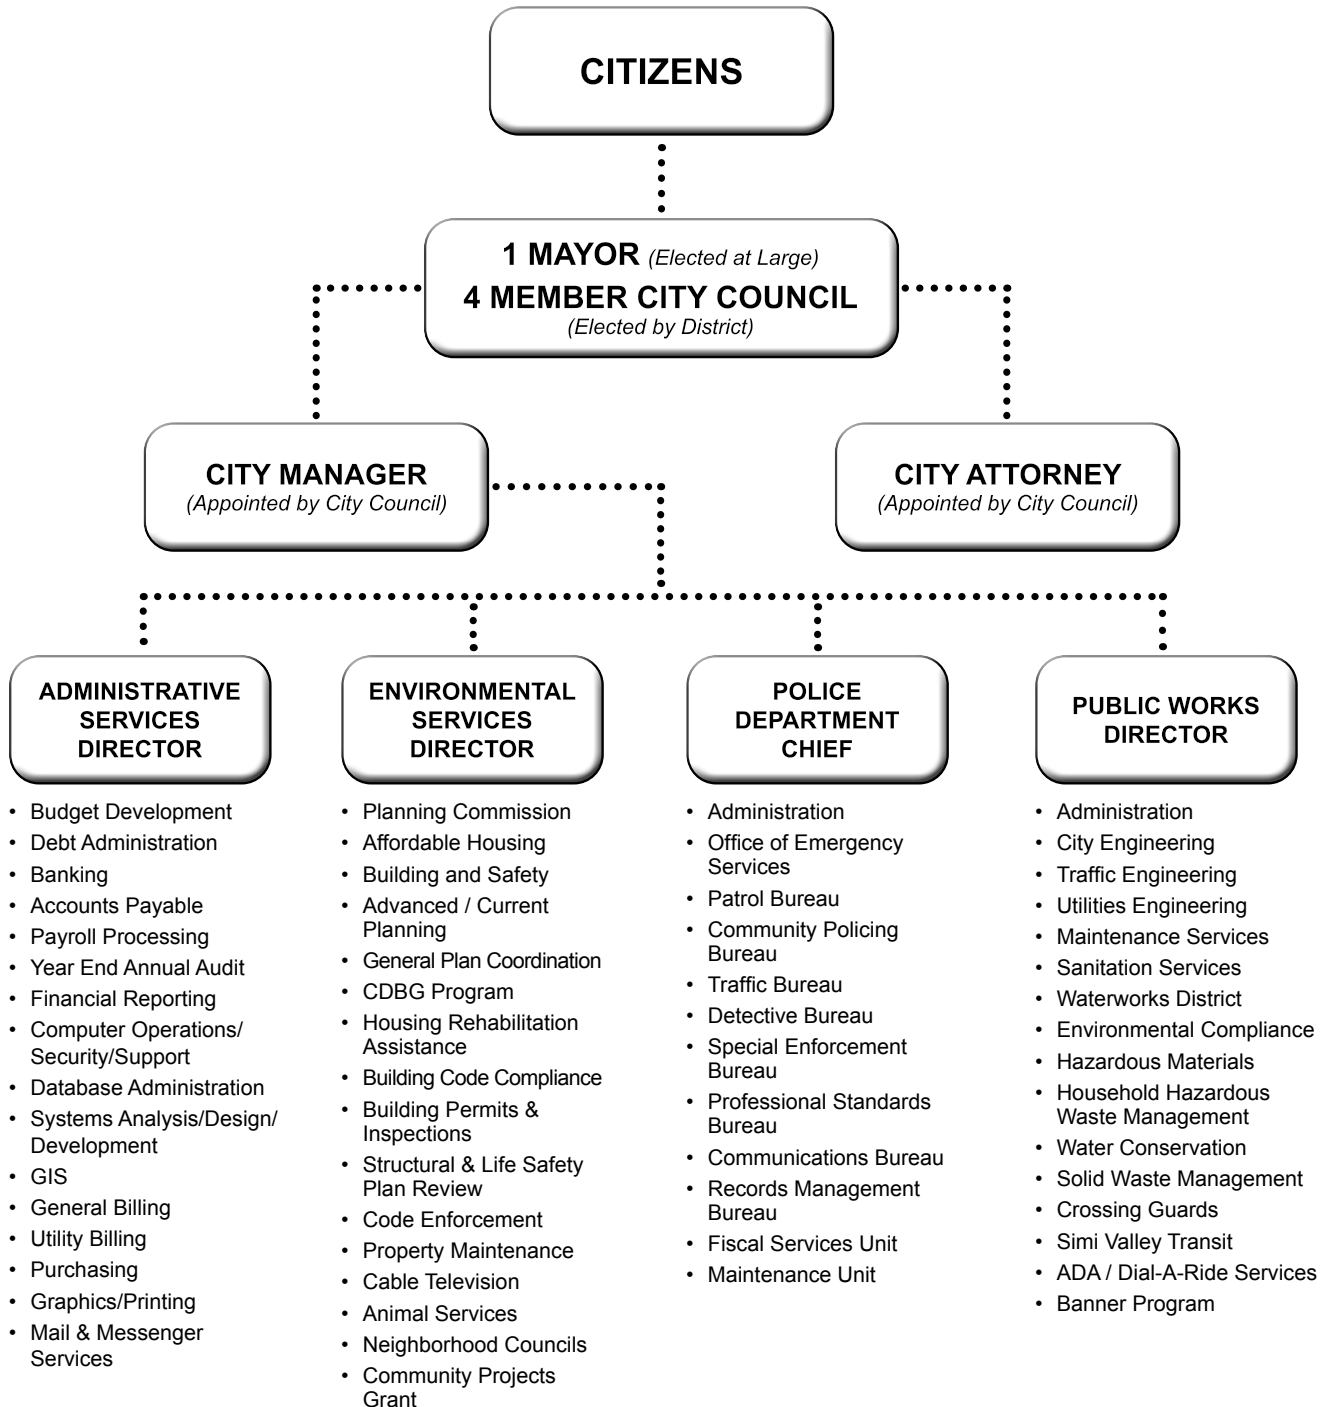 CITIZENS
1 MAYOR (Elected at Large)
4 MEMBER CITY COUNCIL
(Elected by District)
CITY MANAGER
(Appointed by City Council)
CITY ATTORNEY
(Appointed by City Council)
ADMINISTRATIVE
SERVICES
DIRECTOR
• Budget Development
• Debt Administration
• Banking
• Accounts Payable
• Payroll Processing
• Year End Annual Audit
• Financial Reporting
• Computer Operations/
Security/Support
• Database Administration
• Systems Analysis/Design/
Development
• GIS
• General Billing
• Utility Billing
• Purchasing
• Graphics/Printing
• Mail & Messenger
Services
ENVIRONMENTAL
SERVICES
DIRECTOR
• Planning Commission
• Affordable Housing
• Building and Safety
• Advanced / Current
Planning
• General Plan Coordination
• CDBG Program
• Housing Rehabilitation
Assistance
• Building Code Compliance
• Building Permits &
Inspections
• Structural & Life Safety
Plan Review
• Code Enforcement
• Property Maintenance
• Cable Television
• Animal Services
• Neighborhood Councils
• Community Projects
Grant
POLICE
DEPARTMENT
CHIEF
• Administration
• Office of Emergency
Services
• Patrol Bureau
• Community Policing
Bureau
• Traffic Bureau
• Detective Bureau
• Special Enforcement
Bureau
• Professional Standards
Bureau
• Communications Bureau
• Records Management
Bureau
• Fiscal Services Unit
• Maintenance Unit
PUBLIC WORKS
DIRECTOR
• Administration
• City Engineering
• Traffic Engineering
• Utilities Engineering
• Maintenance Services
• Sanitation Services
• Waterworks District
• Environmental Compliance
• Hazardous Materials
• Household Hazardous
Waste Management
• Water Conservation
• Solid Waste Management
• Crossing Guards
• Simi Valley Transit
• ADA / Dial-A-Ride Services
• Banner Program